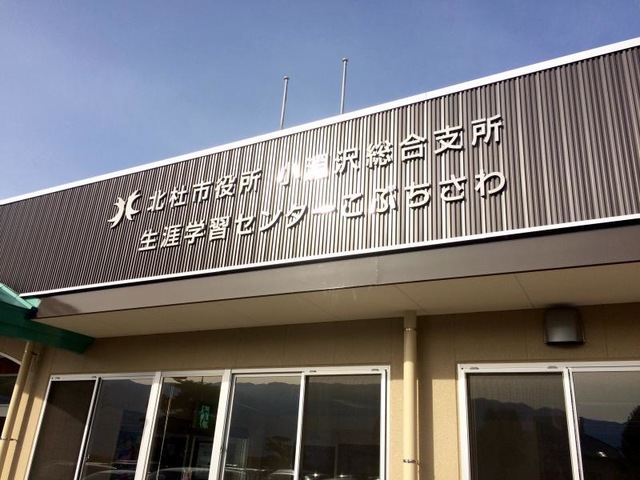 北杜市役所 小淵沢総合支所
生涯学習センターこぶちさわ